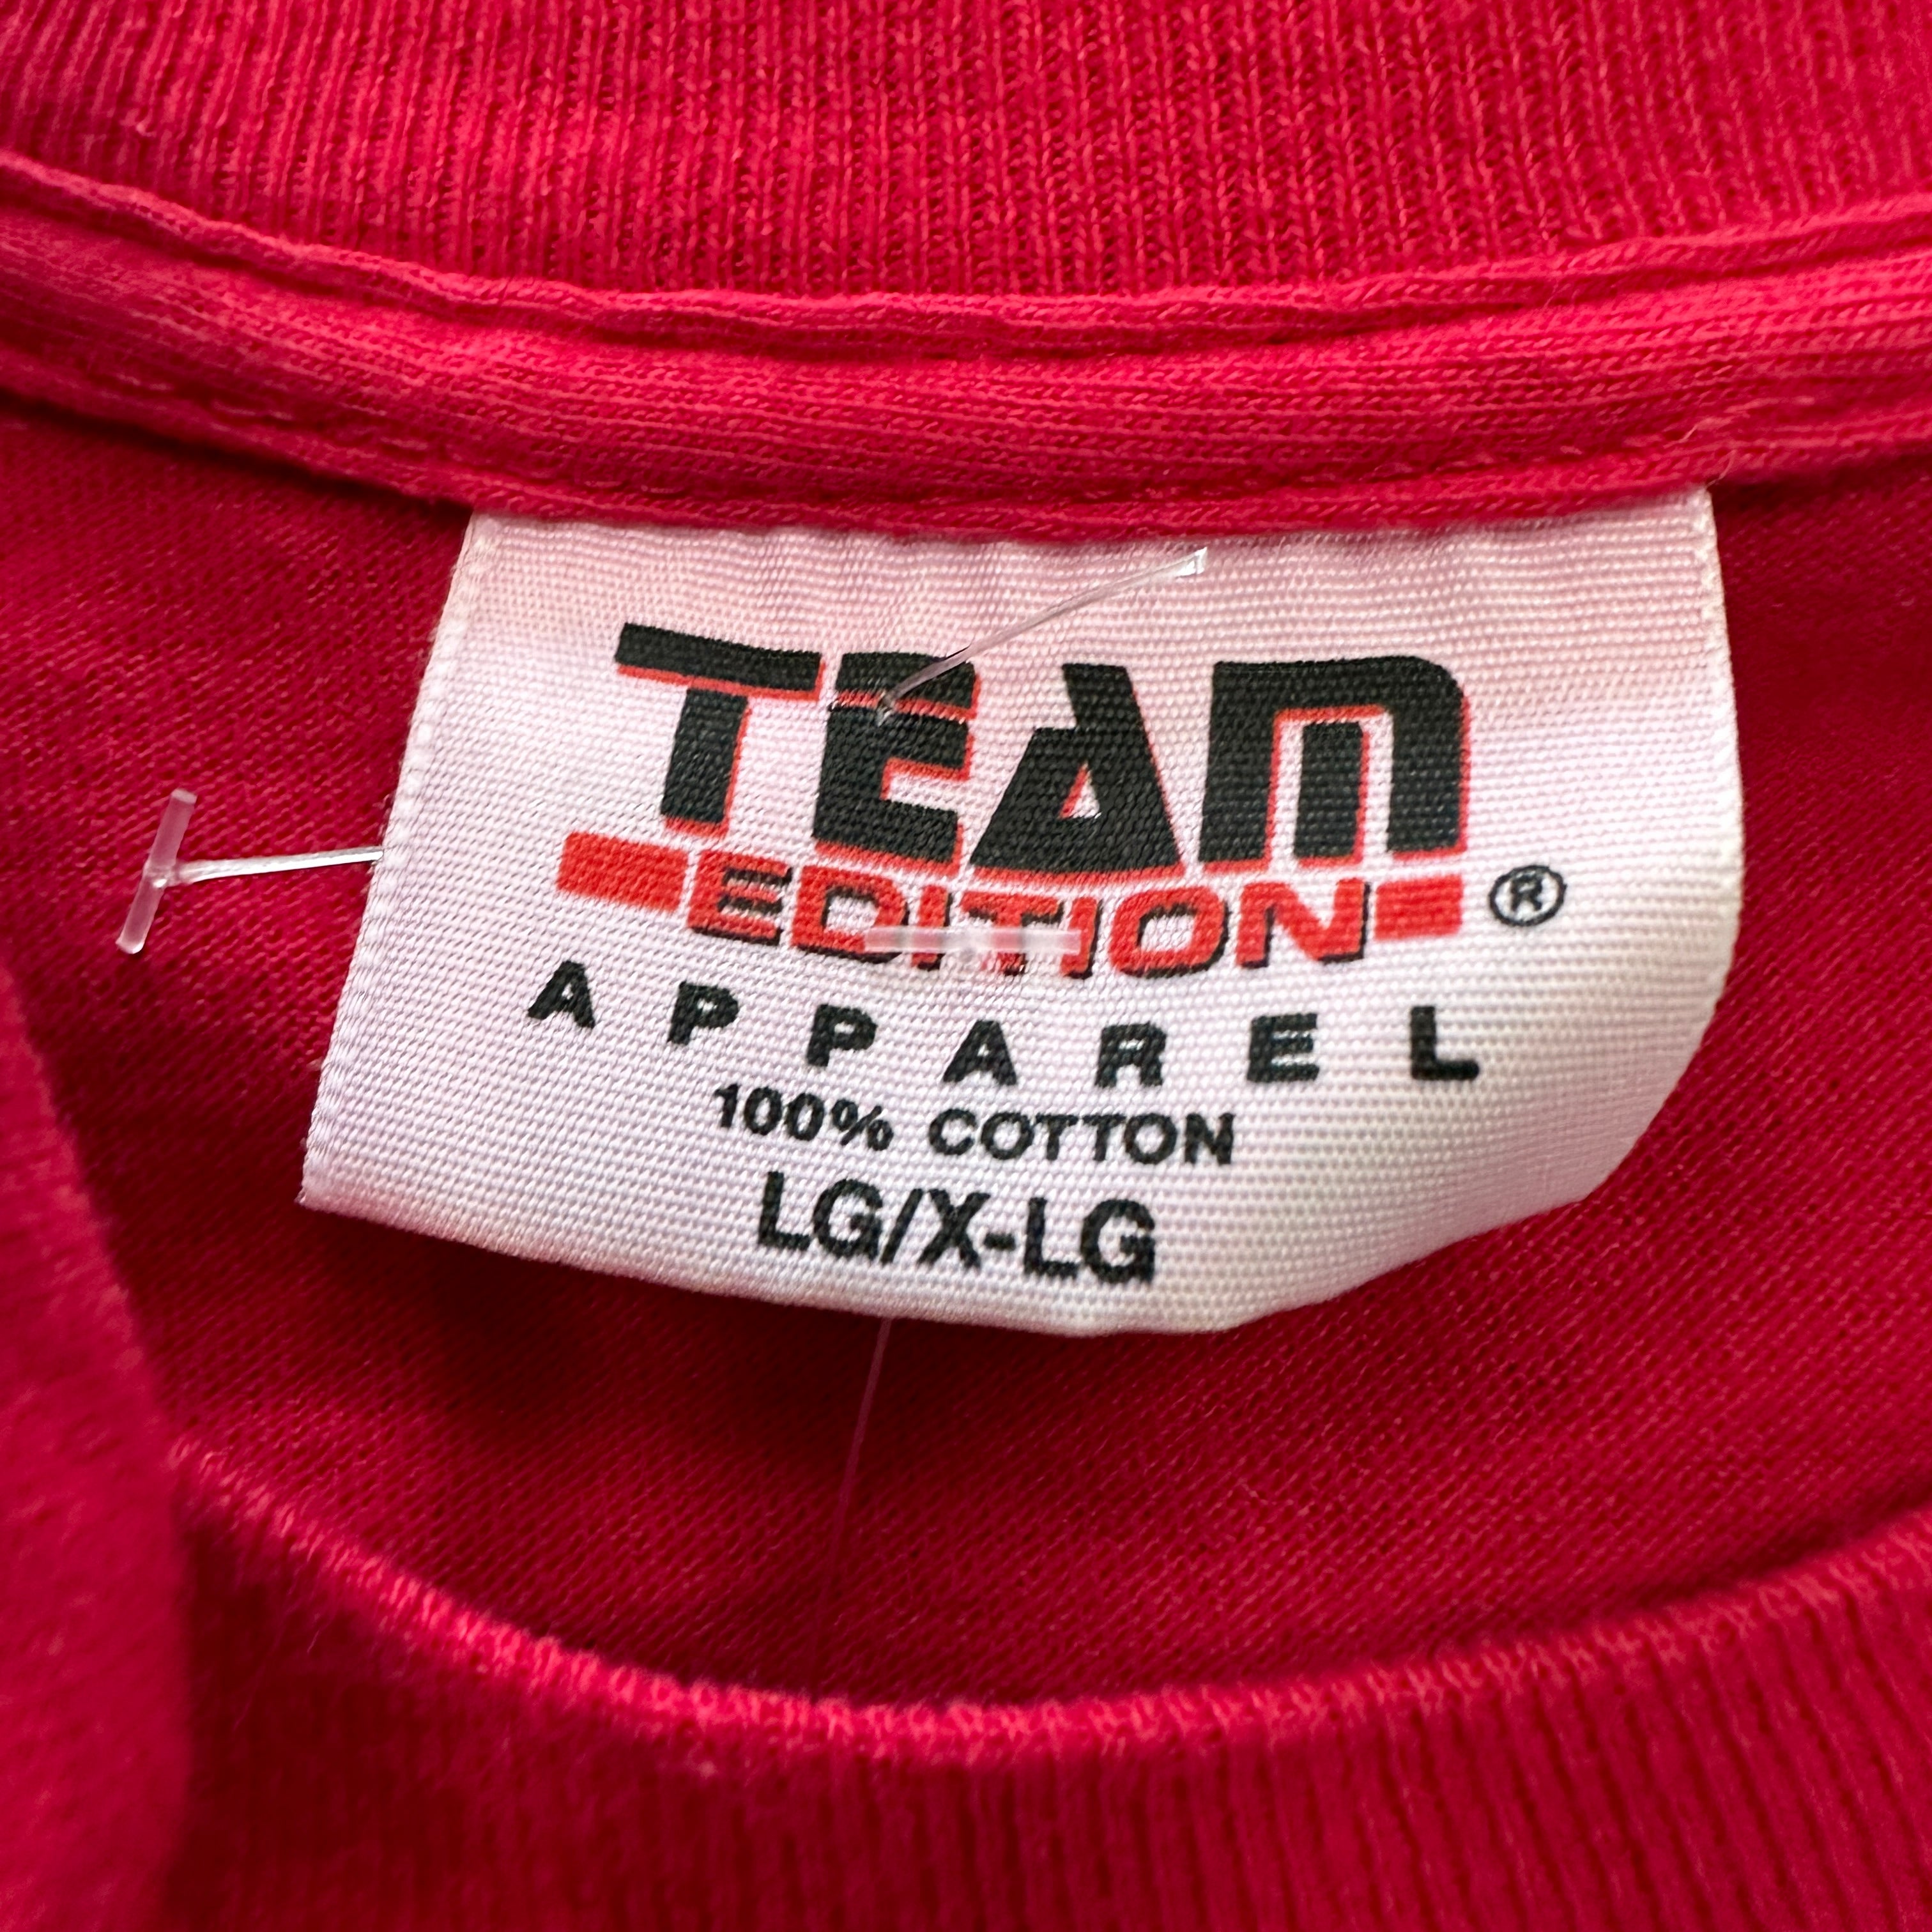 TEAM
EDITION ®
APPAREL
100% COTTON
LG/X-LG